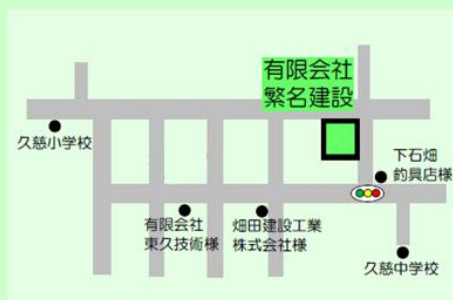 有限会社
繁名建設
久慈小学校
下石畑
釣具店様
有限会社
東久技術様
畑田建設工業
株式会社様
久慈中学校